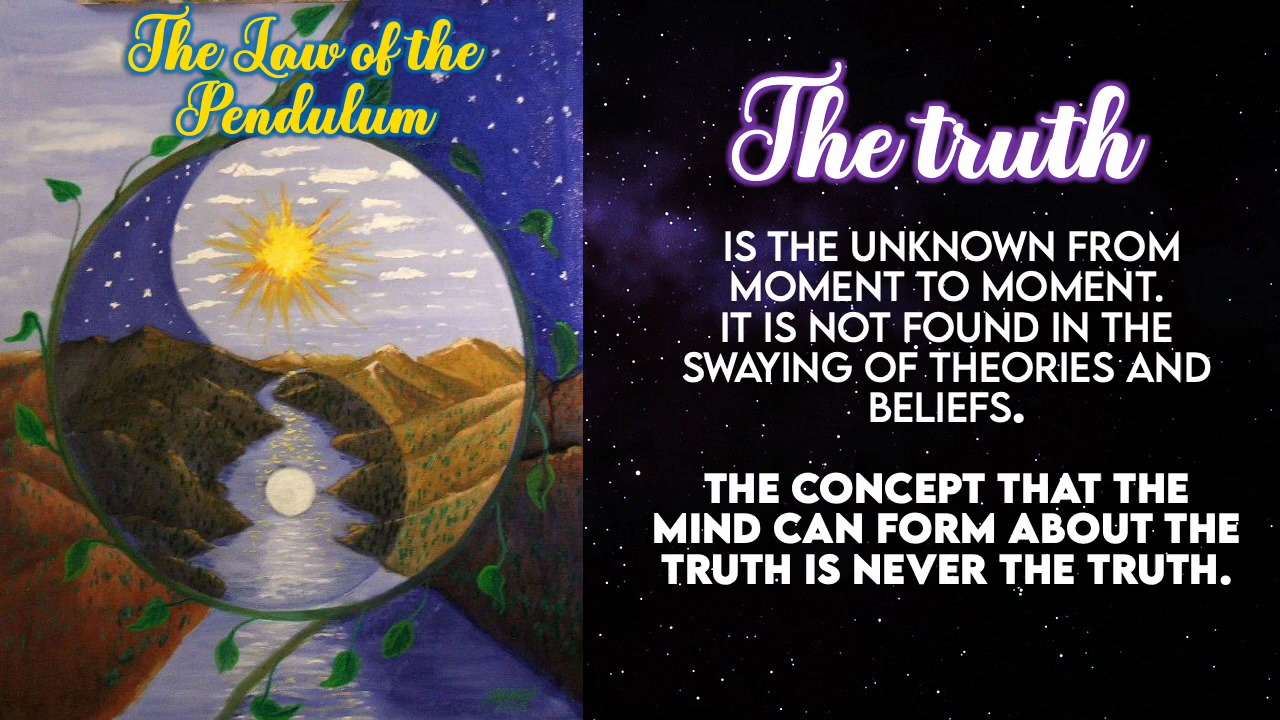 The Law of the
Pendulum
The truth
IS THE UNKNOWN FROM
MOMENT TO MOMENT.
IT IS NOT FOUND IN THE
SWAYING OF THEORIES AND
BELIEFS.
THE CONCEPT THAT THE
MIND CAN FORM ABOUT THE
TRUTH IS NEVER THE TRUTH.